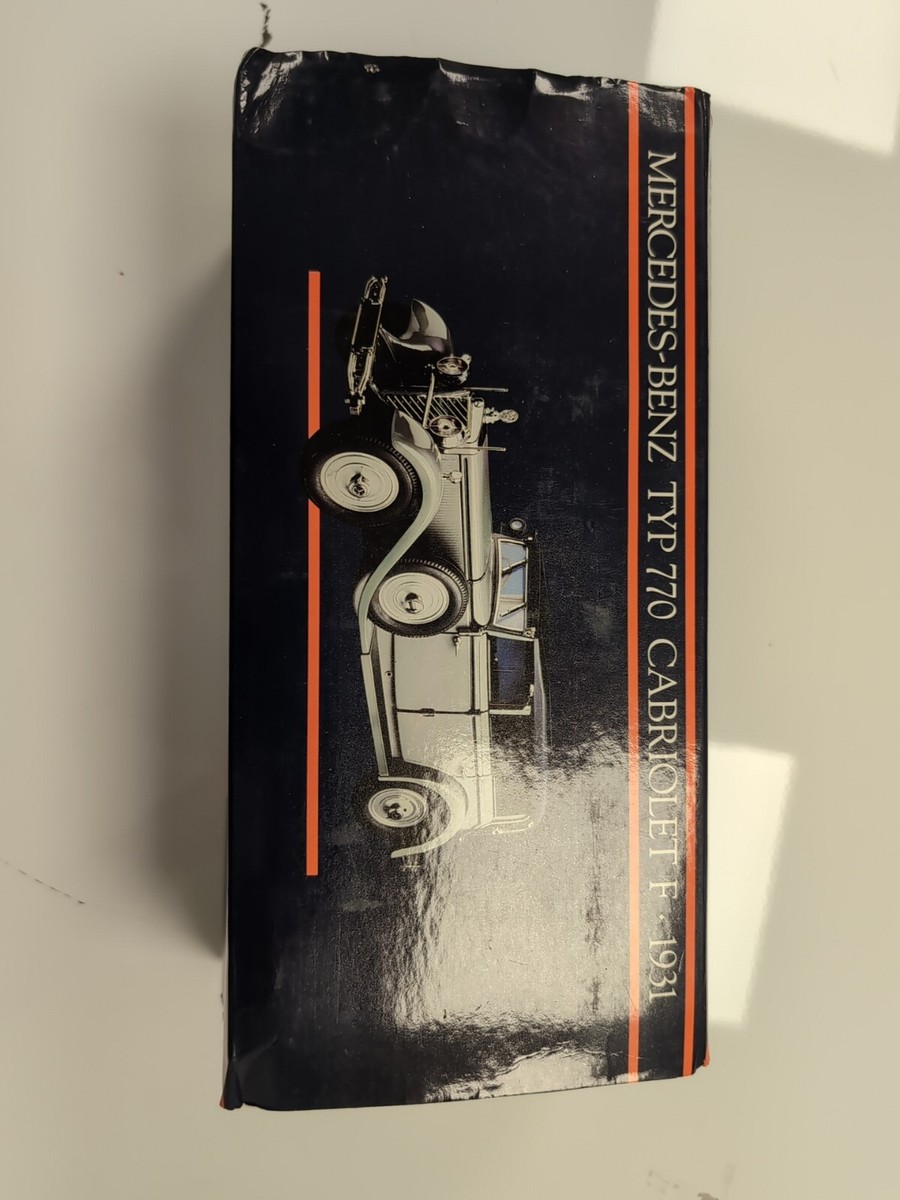 MERCEDES-BENZ TYP 770 CABRIOLET F · 1931